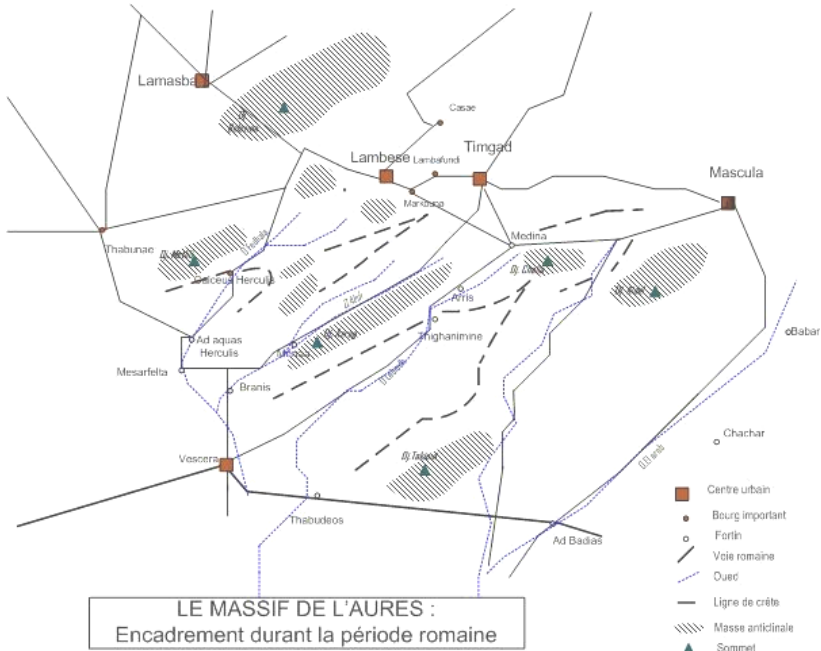 Lamasba
Casae
Lambese
Lambafundi
Timgad
Markouna
Mascula
Thabunae
Medina
Calceus Herculis
Arris
Thighanimine
Ad aquas
Herculis
Mesarfelta
Branis
Babar
Vescera
Chachar
Thabudeos
Ad Badias
Centre urbain
Bourg important
Fortin
Voie romaine
Oued
Ligne de crête
Masse anticlinale
Sommet
LE MASSIF DE L'AURES :
Encadrement durant la période romaine